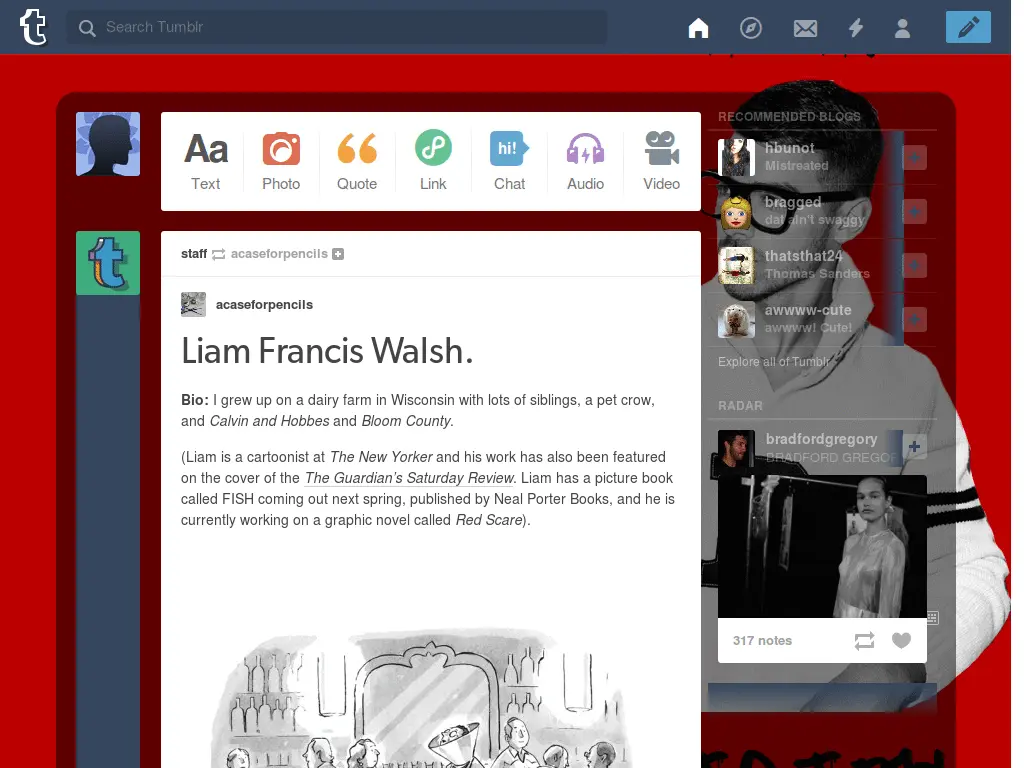 Search Tumblr
Aa
hi!
Text
Photo
Quote
Link
Chat
Audio
Video
staff acaseforpencils
acaseforpencils
Liam Francis Walsh.
Bio: I grew up on a dairy farm in Wisconsin with lots of siblings, a pet crow,
and Calvin and Hobbes and Bloom County.
(Liam is a cartoonist at The New Yorker and his work has also been featured
on the cover of the The Guardian’s Saturday Review. Liam has a picture book
called FISH coming out next spring, published by Neal Porter Books, and he is
currently working on a graphic novel called Red Scare).
RECOMMENDED BLOGS
hbunot
Mistreated
bragged
dat ain't swaggy
thatsthat24
Thomas Sanders
awwww-cute
awwww! Cute!
Explore all of Tumblr
RADAR
bradfordgregory
BRADFORD GREGO
317 notes